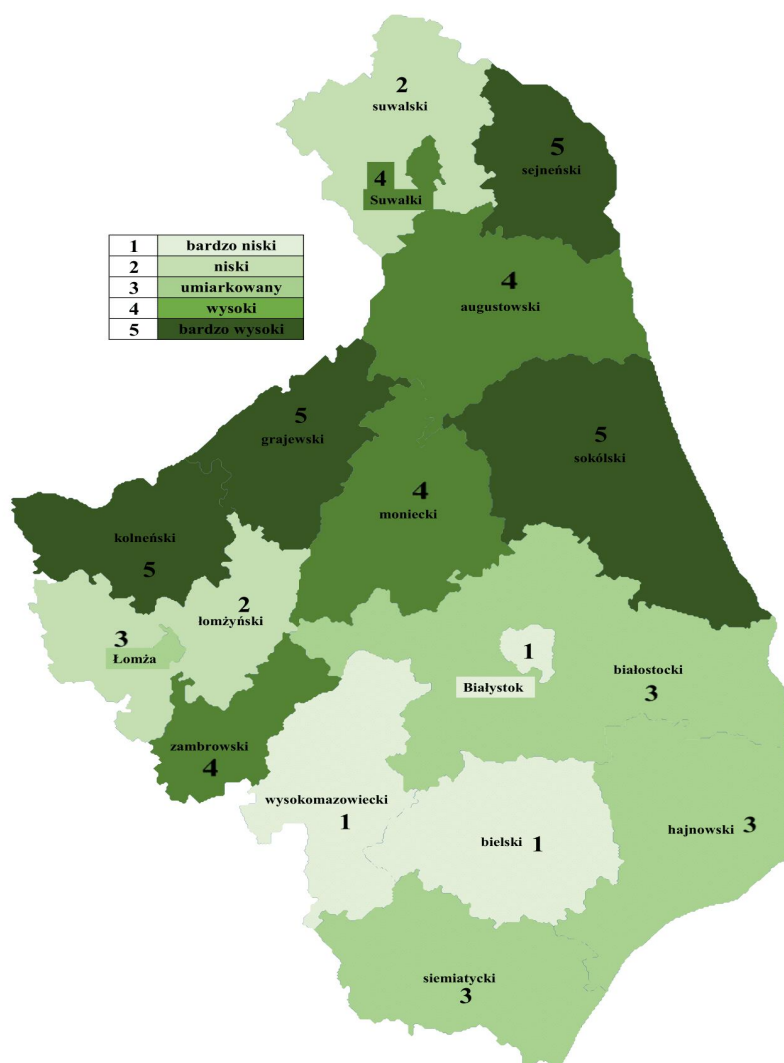 2
suwalski
5
sejneński
4
Suwałki
1 bardzo niski
2 niski
3 umiarkowany
4 wysoki
5 bardzo wysoki
4
augustowski
5
grajewski
5
sokólski
4
moniecki
kolneński
5
2
łomżyński
3
Łomża
1
Białystok
białostocki
3
zambrowski
4
wysokomazowiecki
1
bielski 1
hajnowski 3
siemiatycki
3